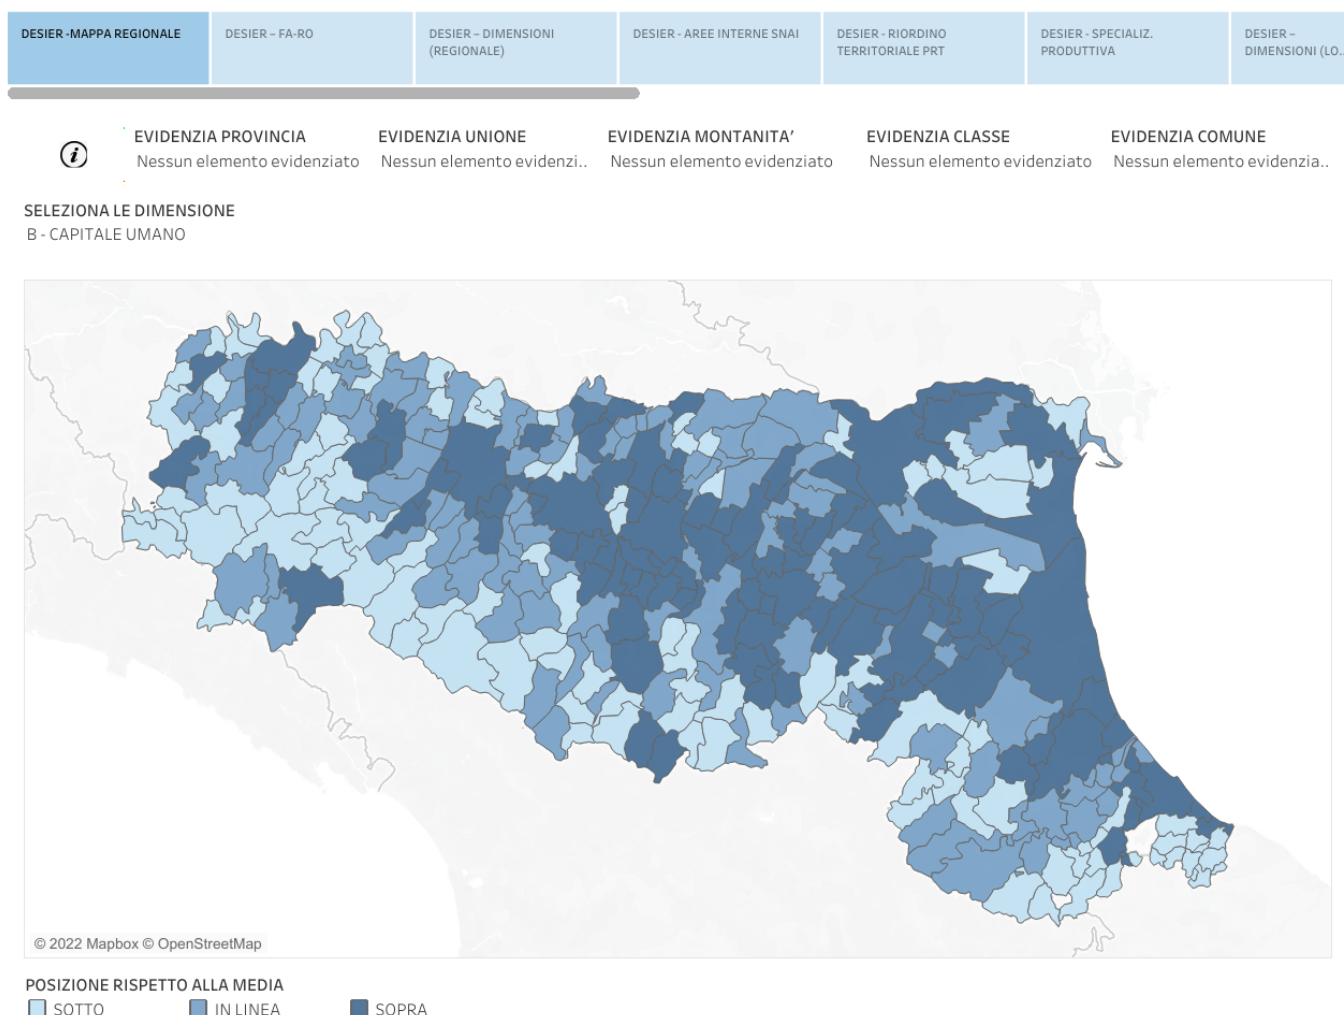 DESIER -MAPPA REGIONALE
DESIER – FA-RO
DESIER – DIMENSIONI
(REGIONALE)
DESIER - AREE INTERNE SNAI
DESIER - RIORDINO
TERRITORIALE PRT
DESIER - SPECIALIZ.
PRODUTTIVA
DESIER –
DIMENSIONI (LO..
i
EVIDENZIA PROVINCIA
Nessun elemento evidenziato
EVIDENZIA UNIONE
Nessun elemento evidenzi..
EVIDENZIA MONTANITA’
Nessun elemento evidenziato
EVIDENZIA CLASSE
Nessun elemento evidenziato
EVIDENZIA COMUNE
Nessun elemento evidenzia..
SELEZIONA LE DIMENSIONE
B - CAPITALE UMANO
© 2022 Mapbox © OpenStreetMap
POSIZIONE RISPETTO ALLA MEDIA
SOTTO
IN LINEA
SOPRA